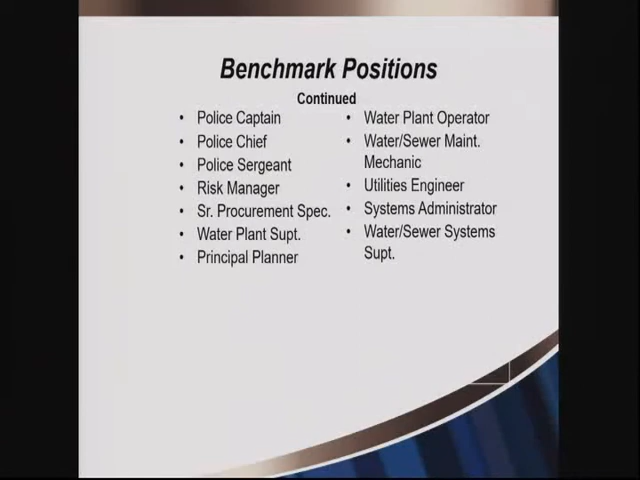 Benchmark Positions
Continued
• Police Captain
• Police Chief
• Police Sergeant
• Risk Manager
• Sr. Procurement Spec.
• Water Plant Supt.
• Principal Planner
• Water Plant Operator
• Water/Sewer Maint.
Mechanic
• Utilities Engineer
• Systems Administrator
• Water/Sewer Systems
Supt.